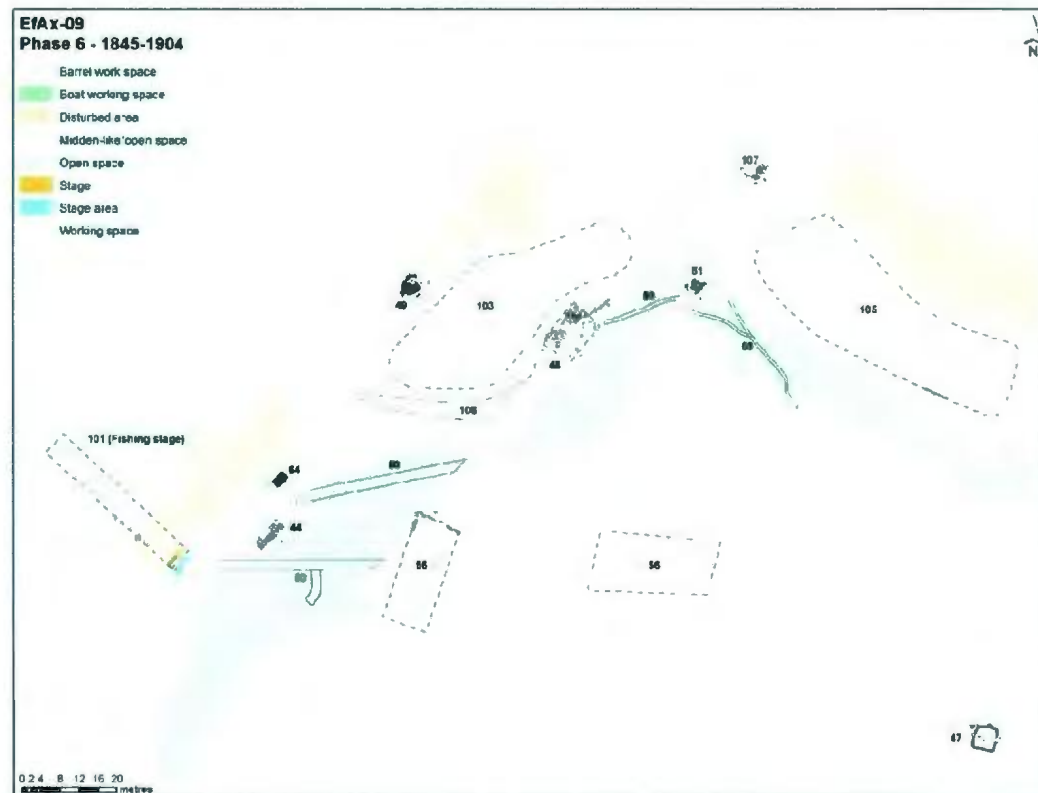 EfAx-09
Phase 6 - 1845-1904
Barrel work space
Boat working space
Disturbed area
Midden-like/open space
Open space
Stage
Stage area
Working space
N
107
51
49
103
105
48
108
101 (Fishing stage)
54
44
56
47
0 2 4 8 12 16 20
metres